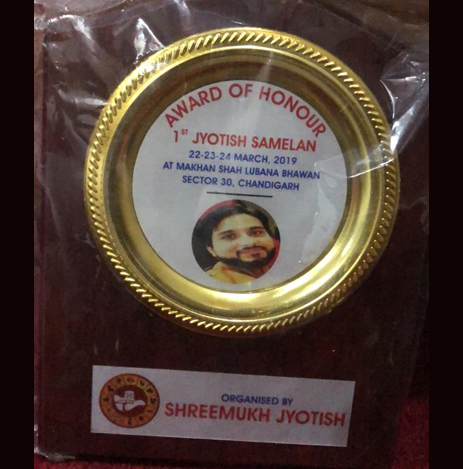 AWARD OF HONOUR
1ST JYOTISH SAMELAN
22-23-24 MARCH, 2019
AT MAKHAN SHAH LUBANA BHAWAN
SECTOR 30, CHANDIGARH
ORGANISED BY
SHREEMUKH JYOTISH